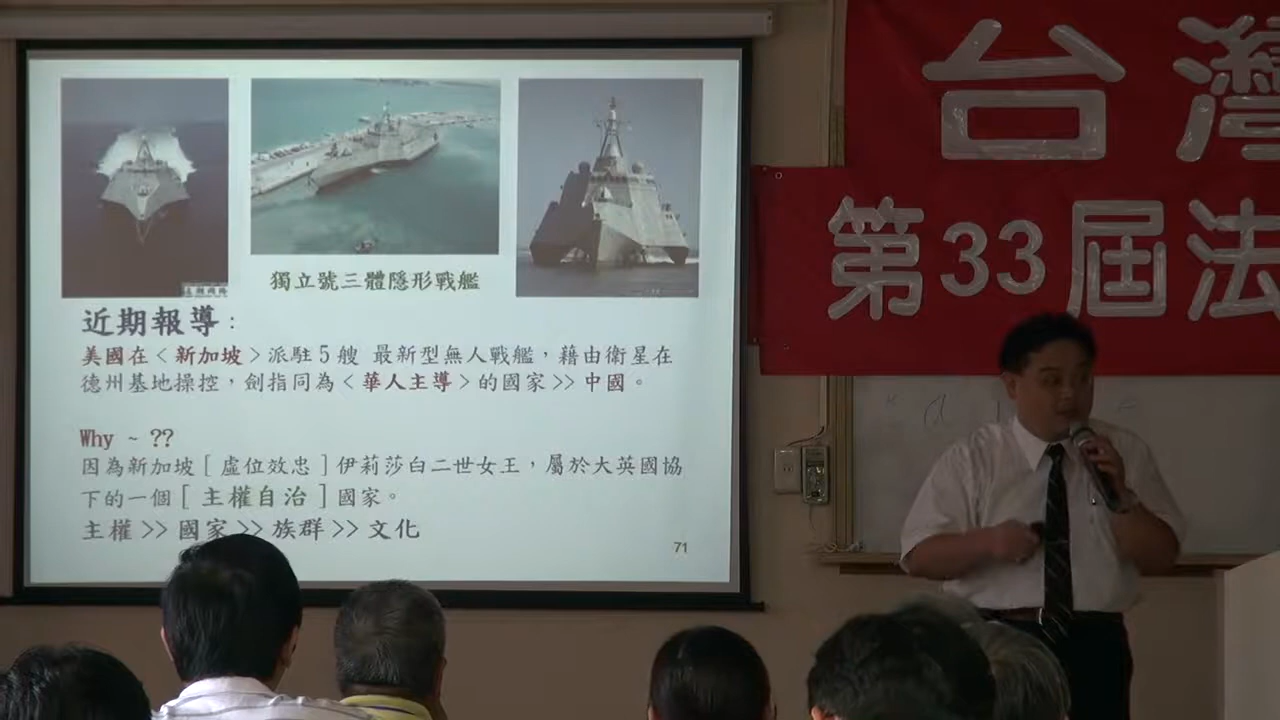 獨立號三體隱形戰艦
近期報導：
美國在＜新加坡＞派駐 5 艘 最新型無人戰艦，藉由衛星在
德州基地操控，劍指同為＜華人主導＞的國家>> 中國。
Why ~ ??
因為新加坡[ 虛位效忠 ]伊莉莎白二世女王，屬於大英國協
下的一個[ 主權自治 ]國家。
主權 >> 國家 >> 族群 >> 文化
71
台灣
第33屆法